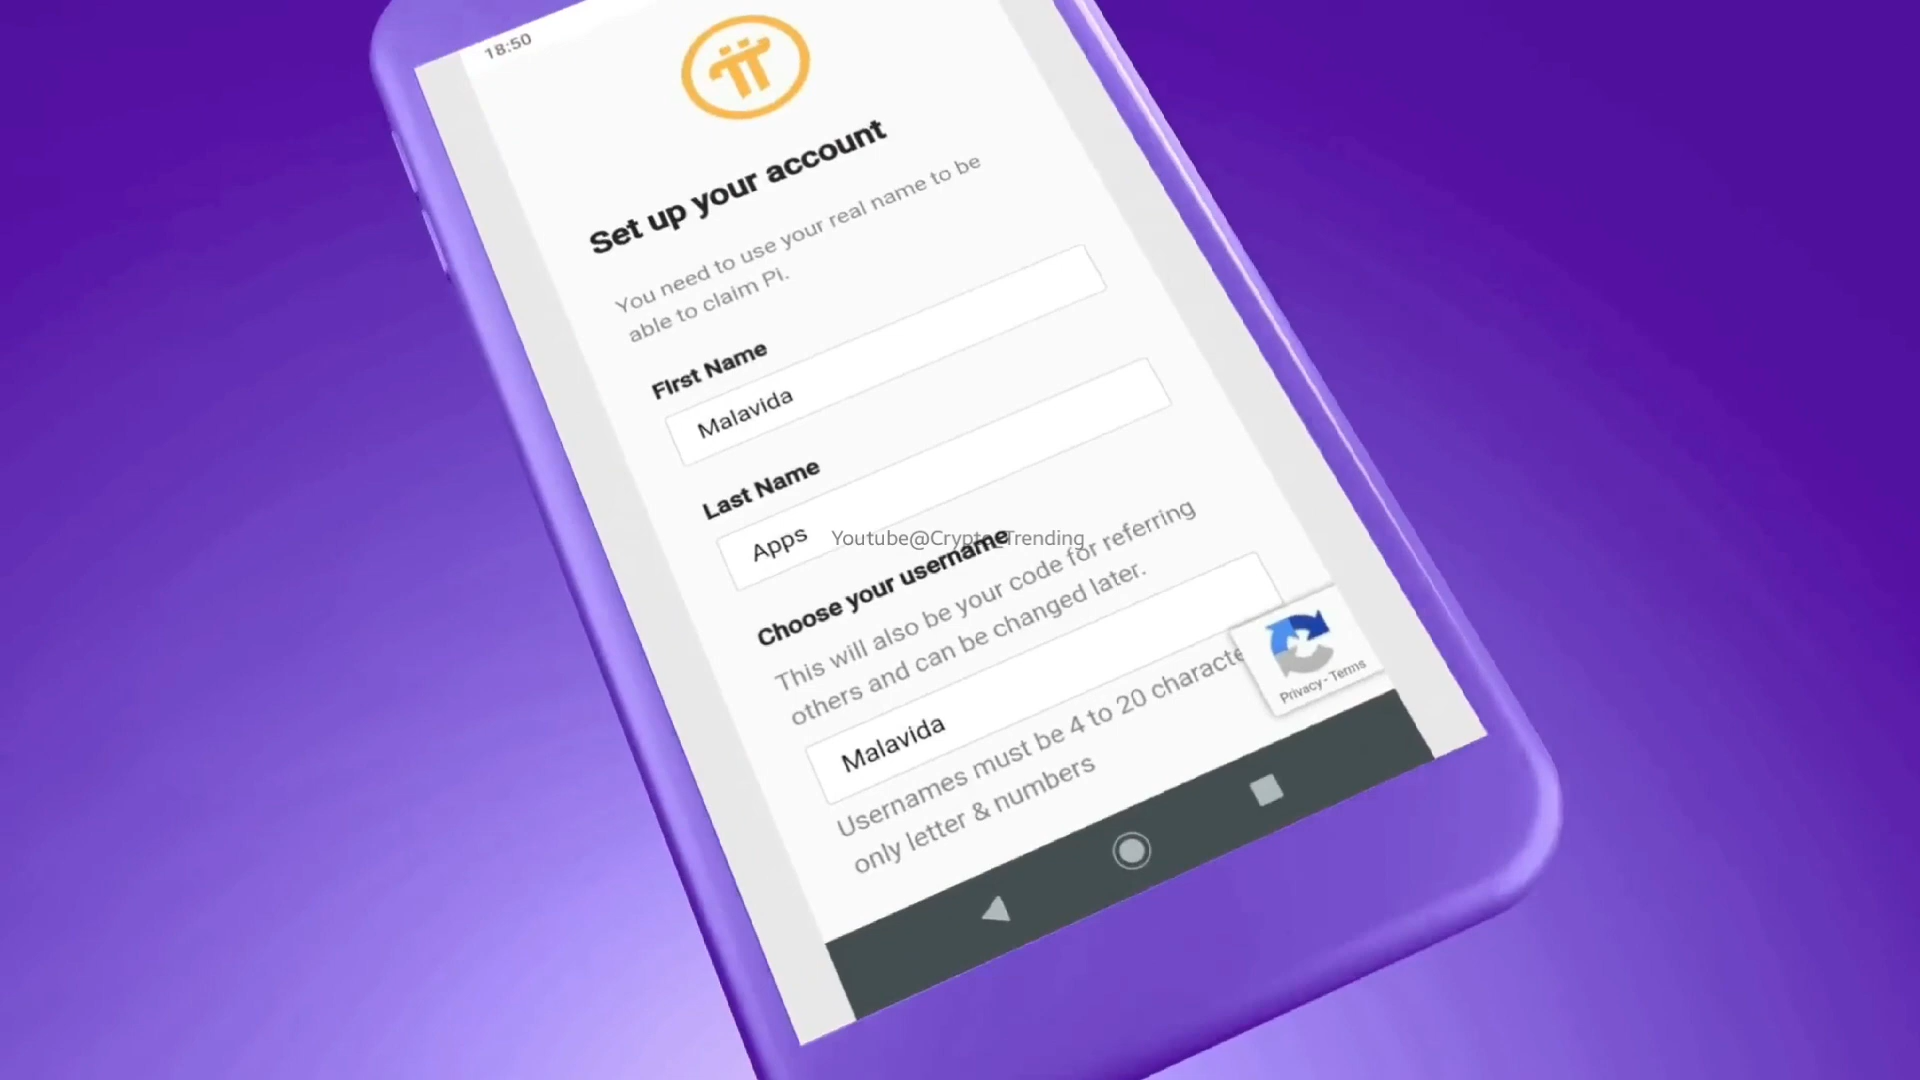 18:50
Set up your account
You need to use your real name to be
able to claim Pi.
FIrst Name
Malavida
Last Name
Apps
Youtube@Crypto_Trending
Choose your username
This will also be your code for referring
others and can be changed later.
Malavida
Usernames must be 4 to 20 characte
only letter & numbers
Privacy - Terms